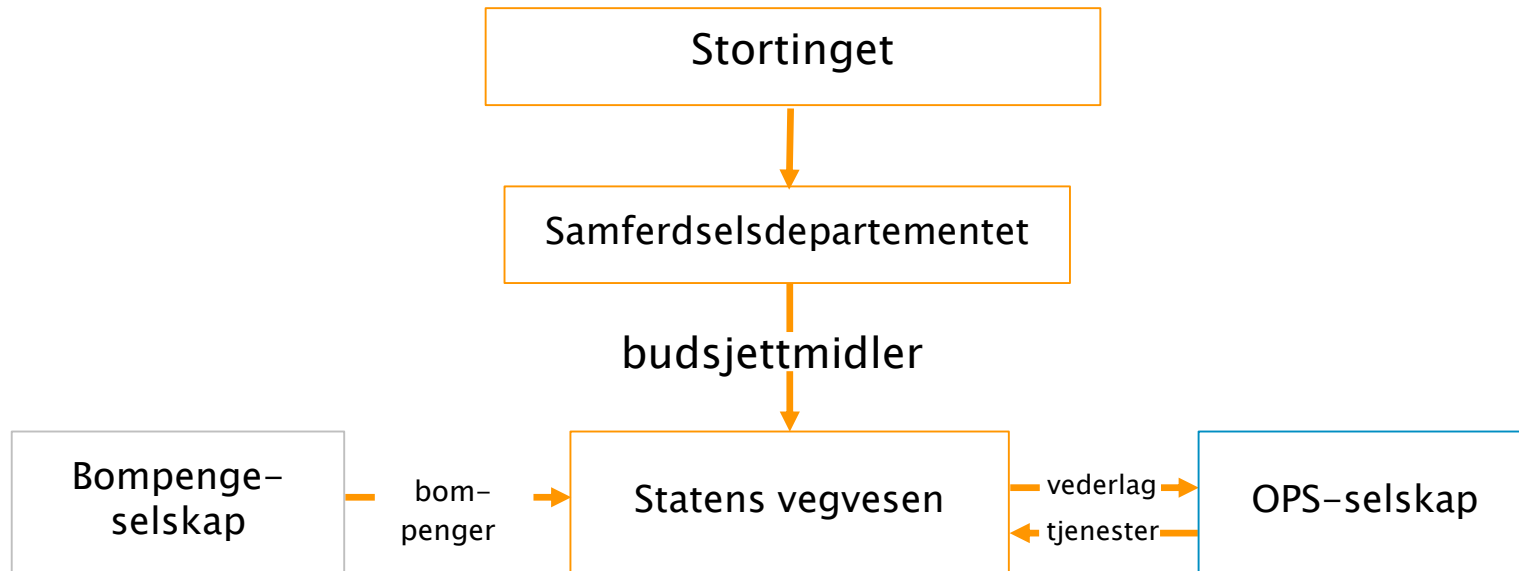 Stortinget
Samferdselsdepartementet
budsjettmidler
Bompenge–
selskap
bom–
penger
Statens vegvesen
vederlag
tjenester
OPS–selskap